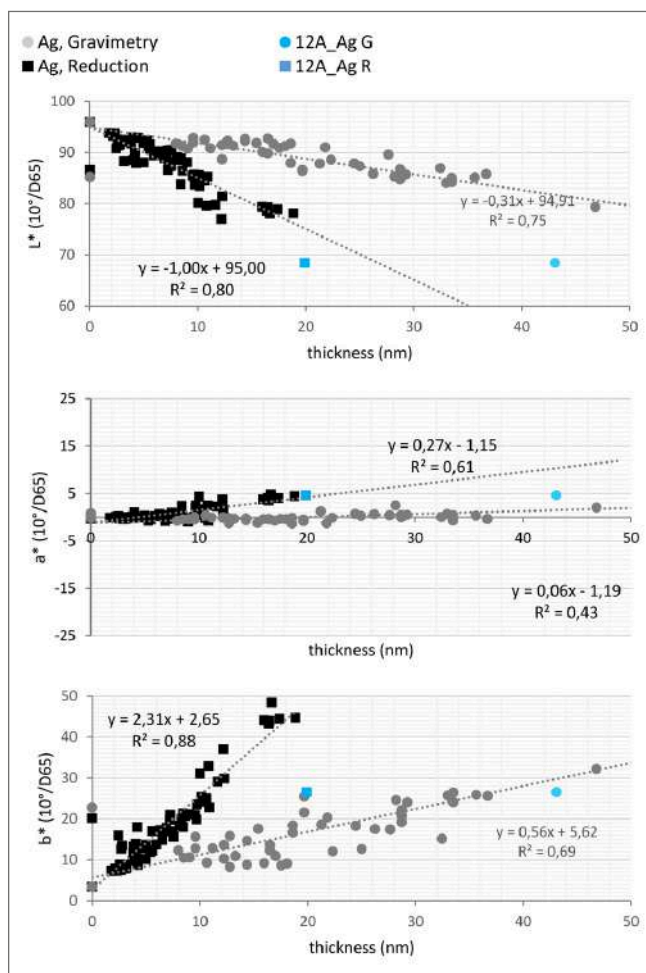 Ag, Gravimetry 12A_Ag G
Ag, Reduction 12A_Ag R
100
90
80
70
60
L* (10°/D65)
y = -0,31x + 94,91
R² = 0,75
y = -1,00x + 95,00
R² = 0,80
0 10 20 30 40 50
thickness (nm)
25
15
5
-5
-15
-25
a* (10°/D65)
y = 0,27x - 1,15
R² = 0,61
0 10 20 30 40 50
y = 0,06x - 1,19
R² = 0,43
thickness (nm)
50
40
30
20
10
0
b* (10°/D65)
y = 2,31x + 2,65
R² = 0,88
y = 0,56x + 5,62
R² = 0,69
0 10 20 30 40 50
thickness (nm)